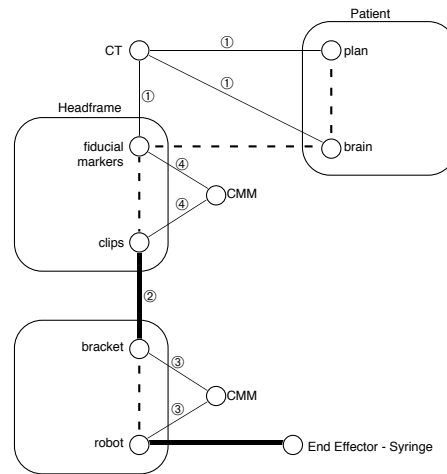 Patient
CT
①
plan
①
①
Headframe
fiducial
markers
brain
④
CMM
④
clips
②
bracket
③
CMM
③
robot
End Effector - Syringe